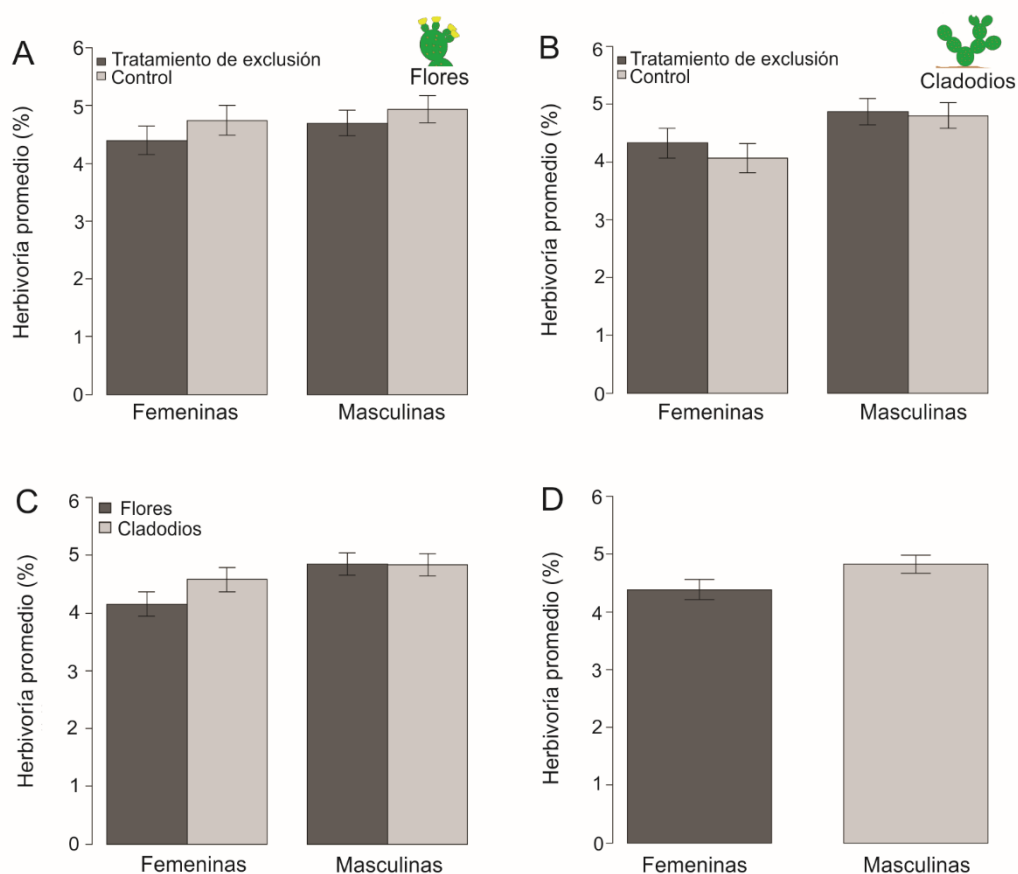 A
Tratamiento de exclusión
Control
Flores
Herbivoría promedio (%)
6
5
4
3
2
1
0
Femeninas
Masculinas
B
Tratamiento de exclusión
Control
Cladodios
Herbivoría promedio (%)
6
5
4
3
2
1
0
Femeninas
Masculinas
C
Flores
Cladodios
Herbivoría promedio (%)
6
5
4
3
2
1
0
Femeninas
Masculinas
D
Herbivoría promedio (%)
6
5
4
3
2
1
0
Femeninas
Masculinas